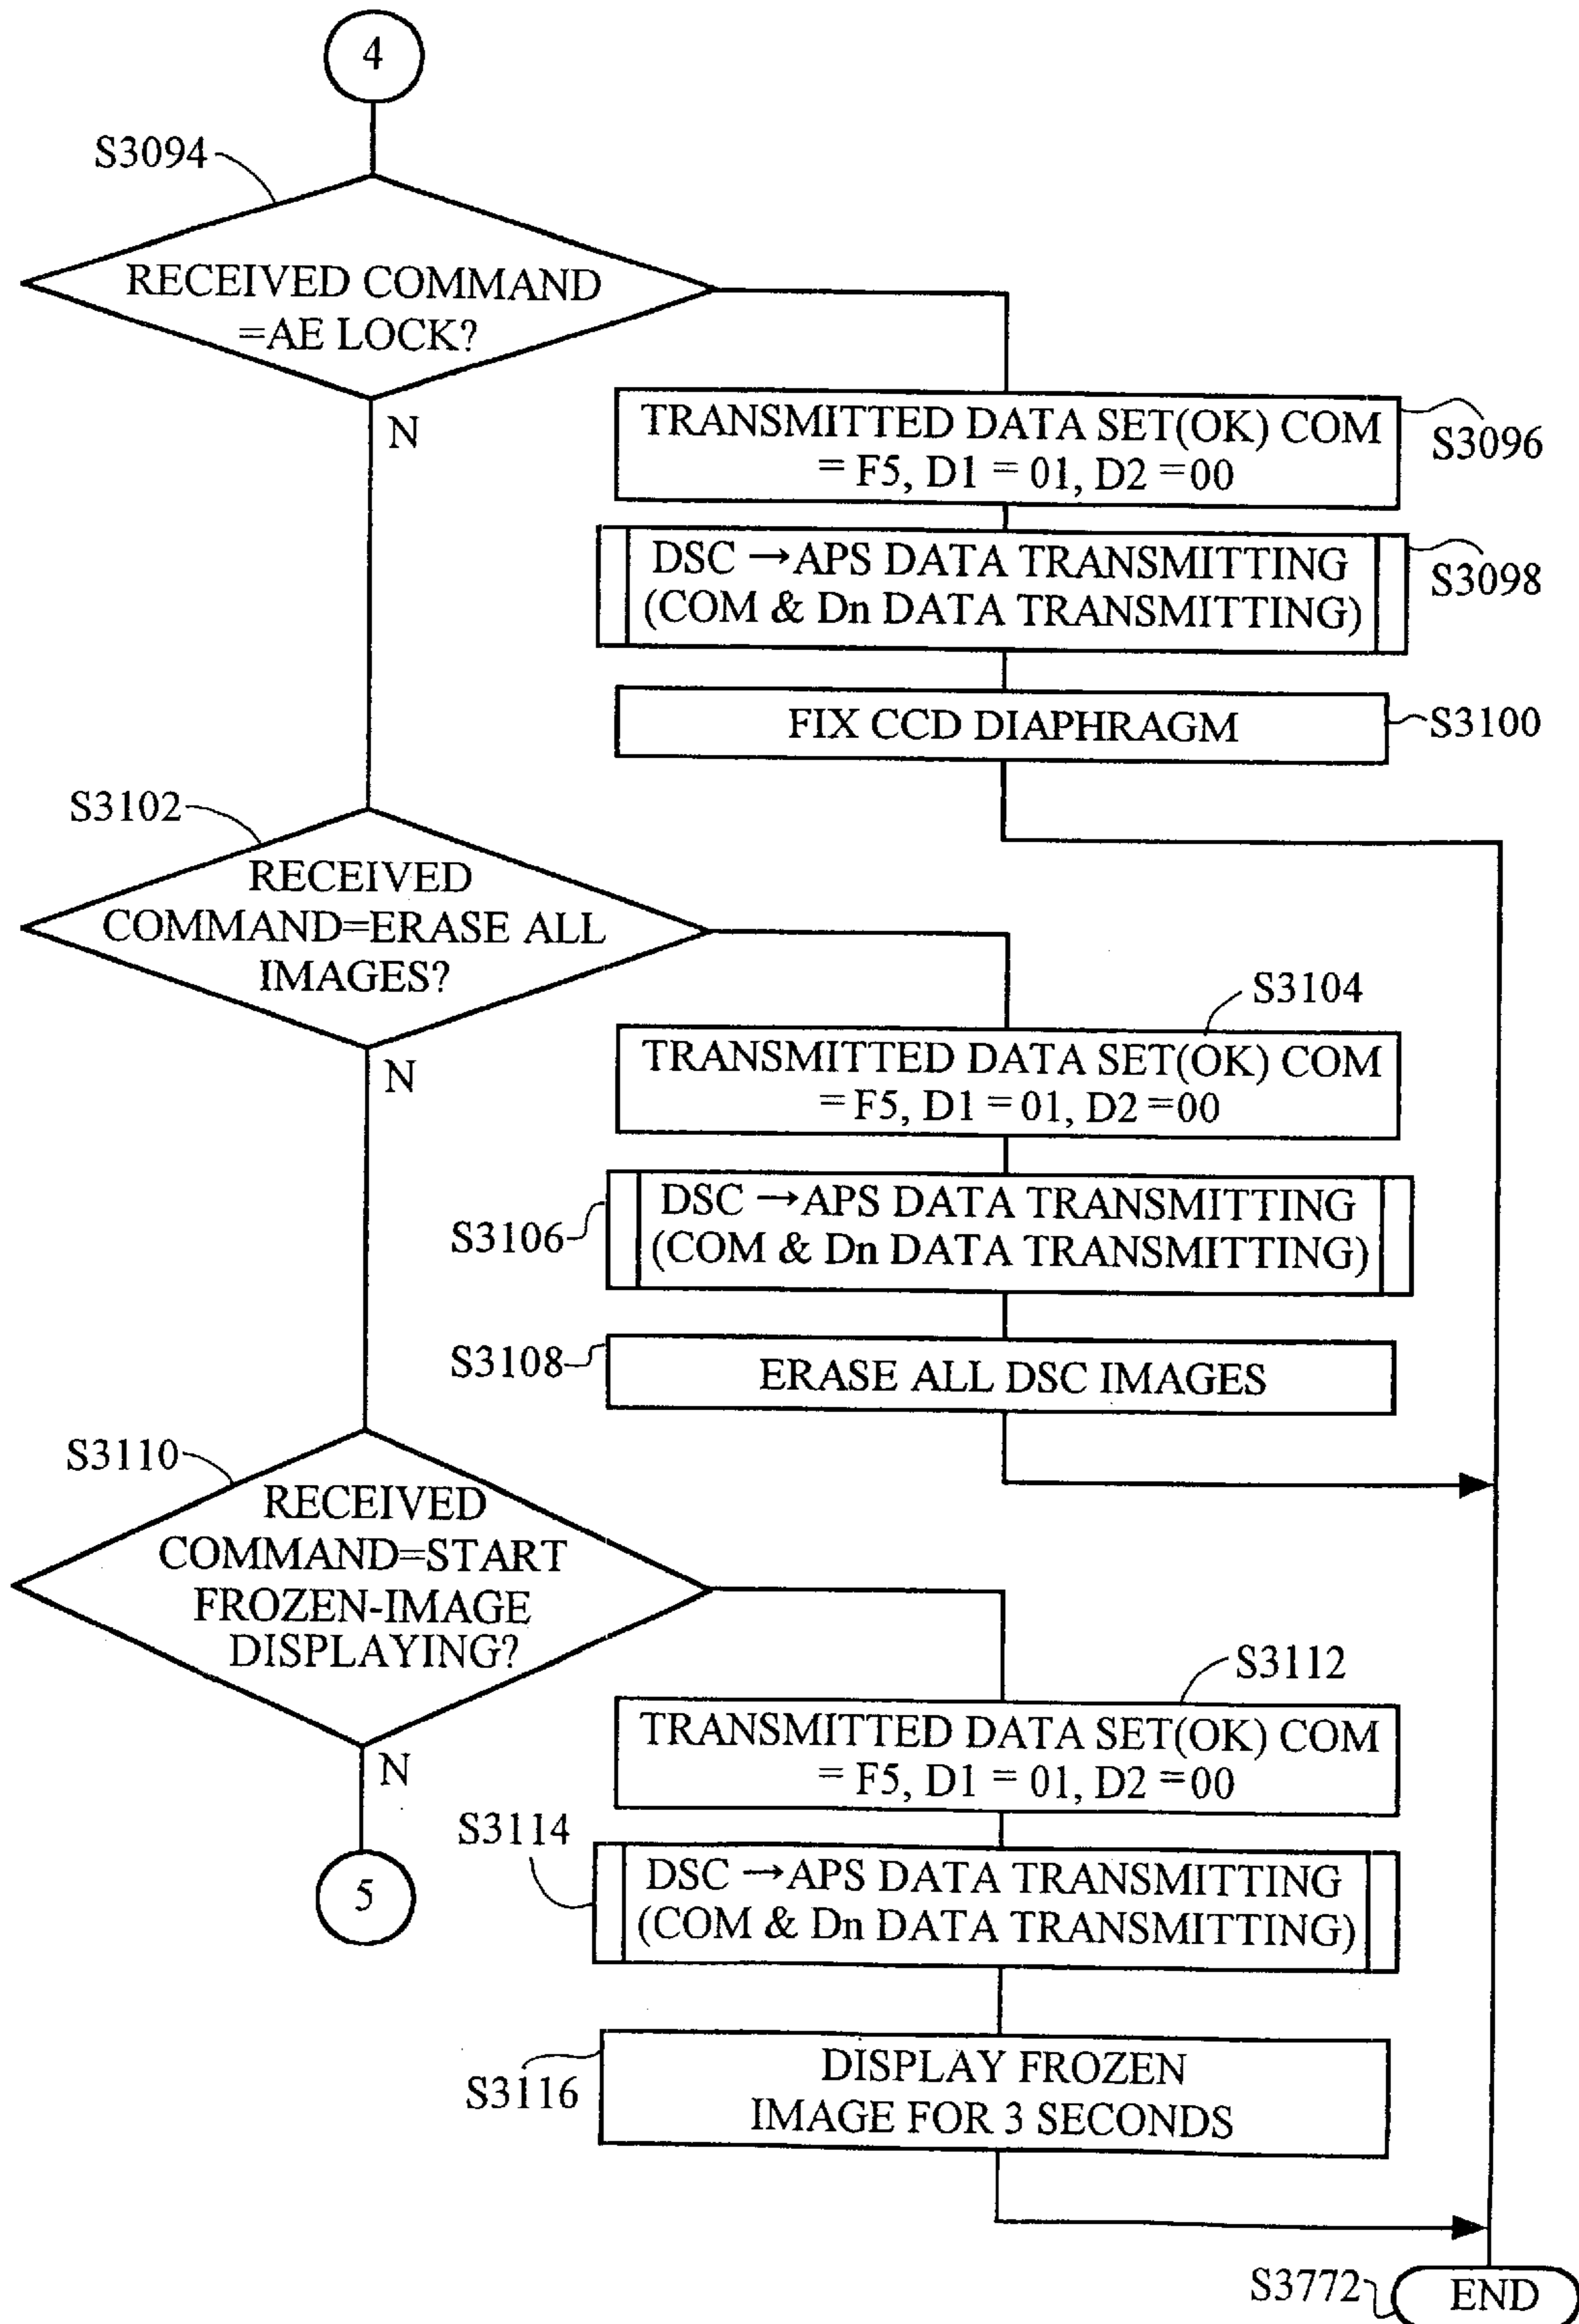 4
S3094
RECEIVED COMMAND
=AE LOCK?
N
TRANSMITTED DATA SET(OK) COM
= F5, D1 = 01, D2 =00
S3096
DSC →APS DATA TRANSMITTING
(COM & Dn DATA TRANSMITTING)
S3098
FIX CCD DIAPHRAGM
S3100
S3102
RECEIVED
COMMAND=ERASE ALL
IMAGES?
N
S3104
TRANSMITTED DATA SET(OK) COM
= F5, D1 = 01, D2 =00
S3106
DSC →APS DATA TRANSMITTING
(COM & Dn DATA TRANSMITTING)
S3108
ERASE ALL DSC IMAGES
S3110
RECEIVED
COMMAND=START
FROZEN-IMAGE
DISPLAYING?
N
S3112
TRANSMITTED DATA SET(OK) COM
= F5, D1 = 01, D2 =00
S3114
DSC →APS DATA TRANSMITTING
(COM & Dn DATA TRANSMITTING)
5
S3116
DISPLAY FROZEN
IMAGE FOR 3 SECONDS
S3772
END